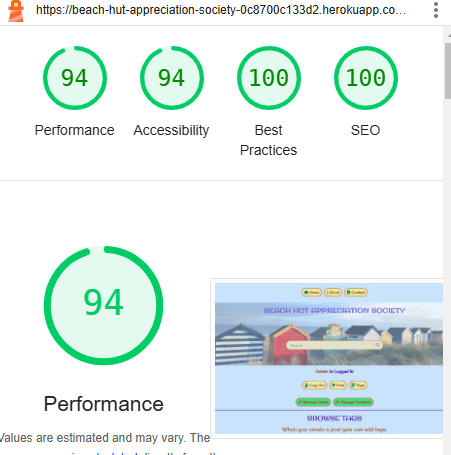 https://beach-hut-appreciation-society-0c8700c133d2.herokuapp.co...
94
94
100
100
Performance
Accessibility
Best
Practices
SEO
94
Performance
Values are estimated and may vary. The
Home
About
Contact
BEACH HUT APPRECIATION SOCIETY
Search
Admin is Logged In
Log Out
Post
Tags
Manage Users
Manage Contacts
BROWSE TAGS
When you create a post you can add tags.